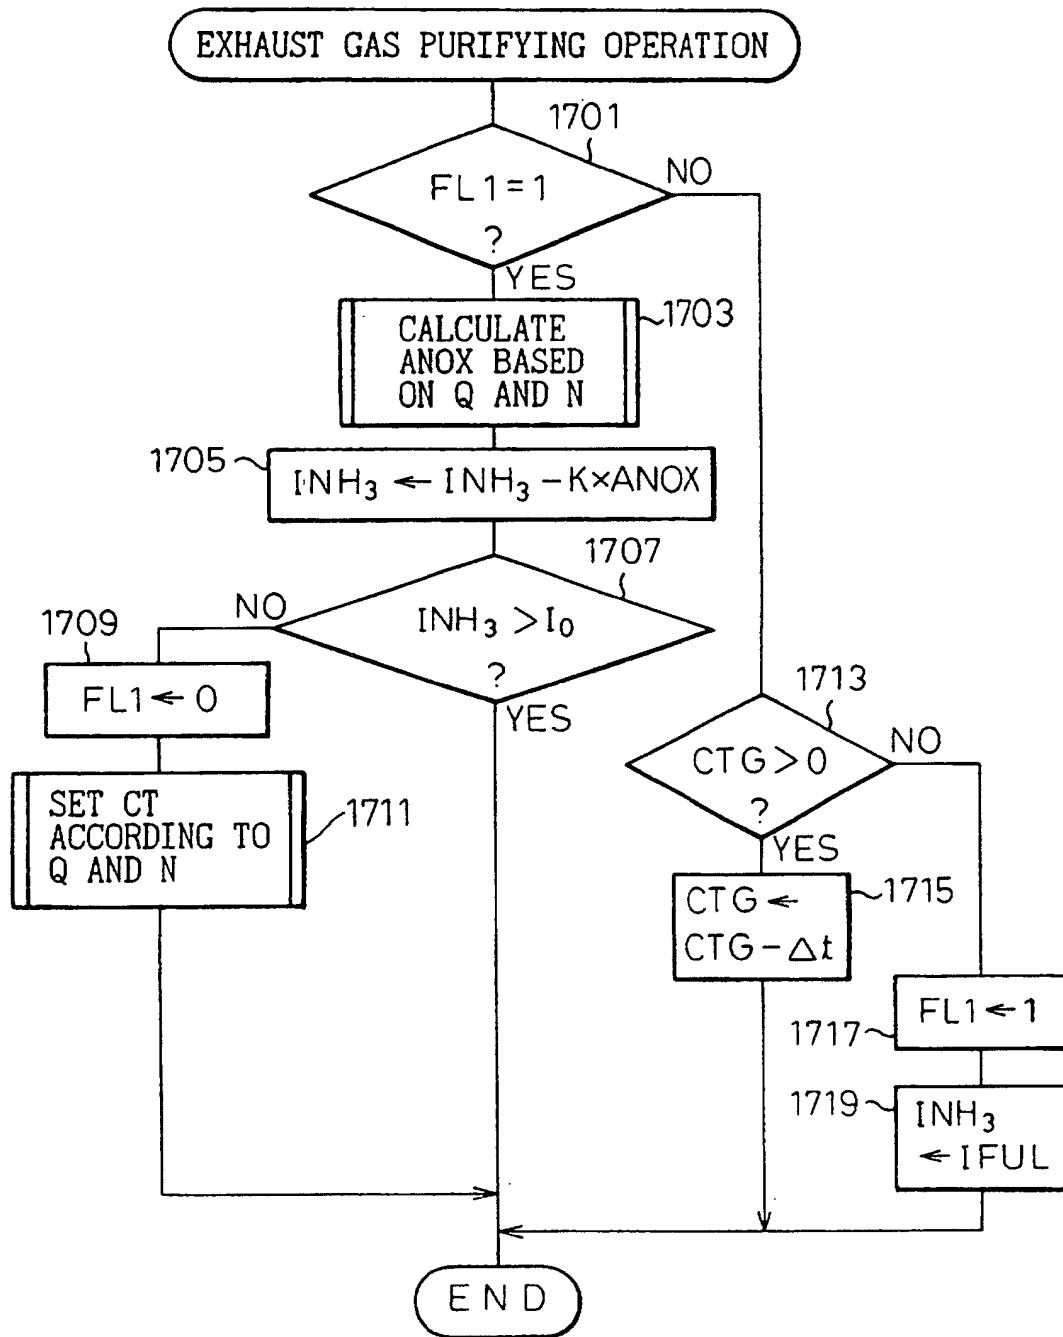 EXHAUST GAS PURIFYING OPERATION
1701
FL1=1
?
NO
YES
1703
CALCULATE
ANOX BASED
ON Q AND N
1705
INH₃ ← INH₃ − K×ANOX
1707
INH₃ > I₀
?
NO
YES
1709
FL1 ← 0
1711
SET CT
ACCORDING TO
Q AND N
1713
CTG > 0
?
NO
YES
1715
CTG ←
CTG − Δt
1717
FL1 ← 1
1719
INH₃
← IFUL
END